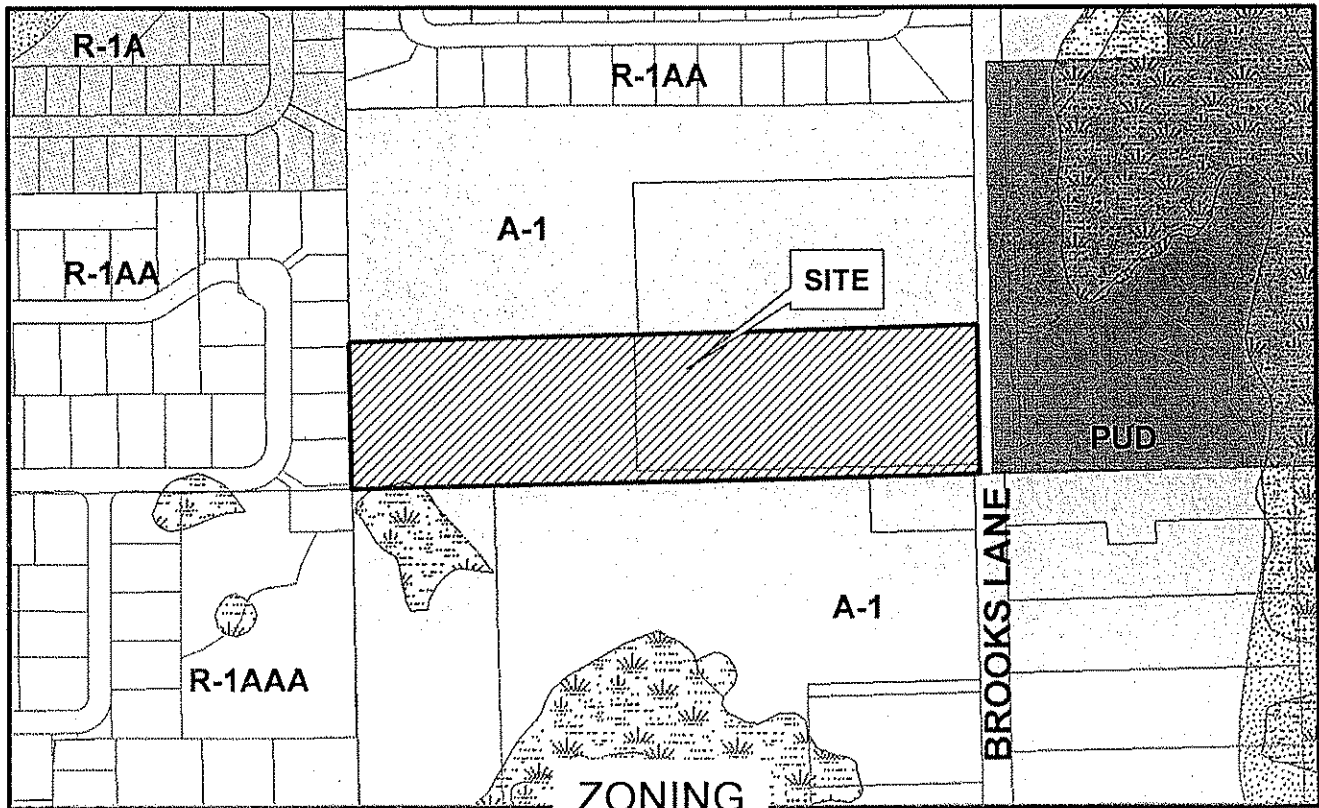 R-1A
R-1AA
A-1
R-1AA
SITE
PUD
BROOKS LANE
A-1
R-1AAA
ZONING